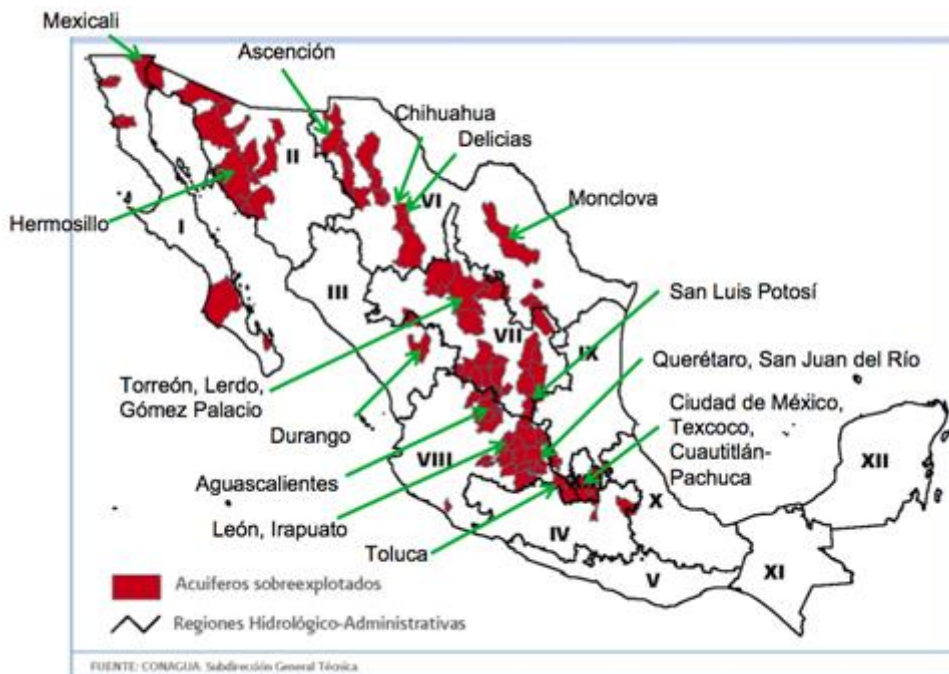 Mexicali
Ascención
Chihuahua
Delicias
II
VI
Monclova
Hermosillo
I
III
San Luis Potosí
VII
IX
Querétaro, San Juan del Río
Torreón, Lerdo,
Gómez Palacio
Ciudad de México,
Texcoco,
Cuautitlán-
Pachuca
Durango
VIII
XII
Aguascalientes
León, Irapuato
X
Toluca
IV
XI
V
Acuiferos sobreexplotados
Regiones Hidrológico-Administrativas
FUENTE: CONAGUA. Subdirección General Técnica.